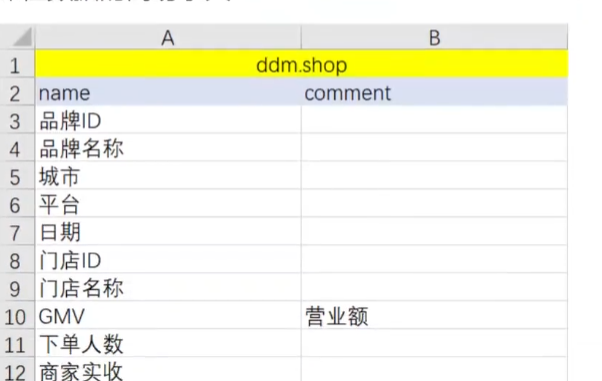 A B
1 ddm.shop
2 name comment
3 品牌ID
4 品牌名称
5 城市
6 平台
7 日期
8 门店ID
9 门店名称
10 GMV 营业额
11 下单人数
12 商家实收